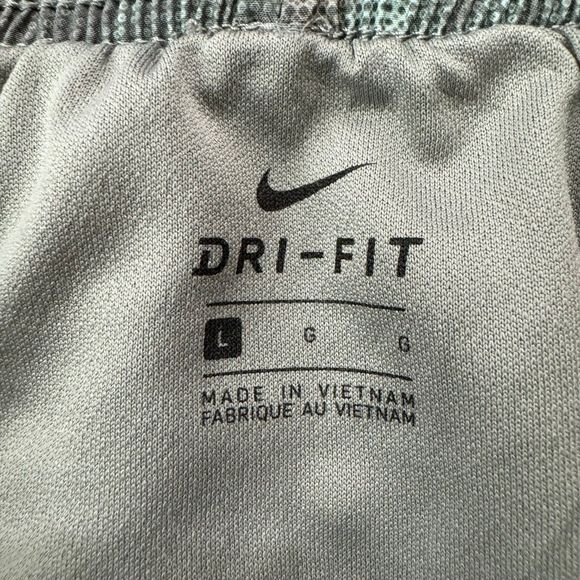 DRI-FIT
L G G
MADE IN VIETNAM
FABRIQUE AU VIETNAM